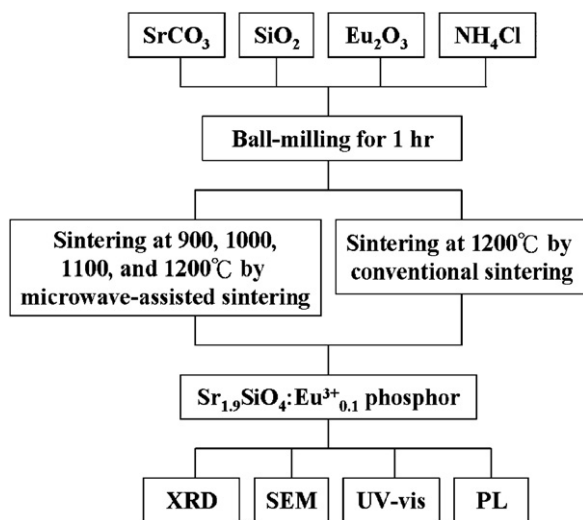 SrCO₃ SiO₂ Eu₂O₃ NH₄Cl
Ball-milling for 1 hr
Sintering at 900, 1000,
1100, and 1200℃ by
microwave-assisted sintering
Sintering at 1200℃ by
conventional sintering
Sr₁.₉SiO₄:Eu³⁺₀.₁ phosphor
XRD SEM UV-vis PL